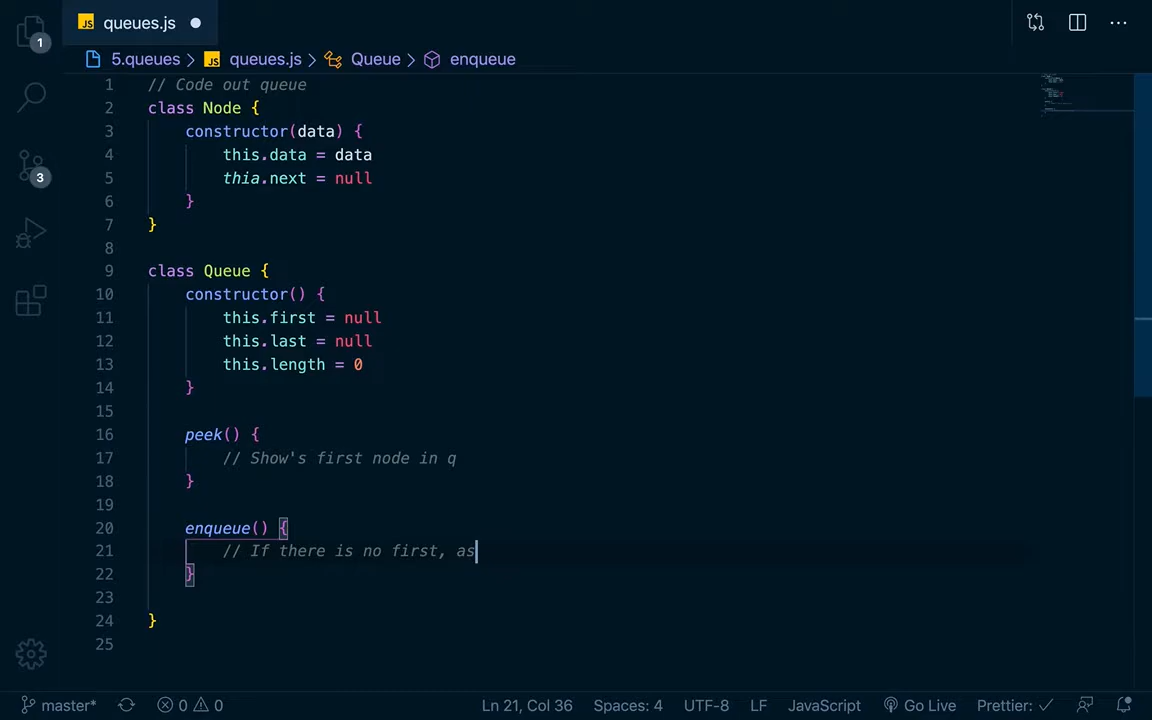 JS queues.js
1
5.queues > JS queues.js > Queue > enqueue
1 // Code out queue
2 class Node {
3 constructor(data) {
4 this.data = data
5 thia.next = null
6 }
7 }
8
9 class Queue {
10 constructor() {
11 this.first = null
12 this.last = null
13 this.length = 0
14 }
15
16 peek() {
17 // Show's first node in q
18 }
19
20 enqueue() {
21 // If there is no first, as
22 }
23
24 }
25
3
master* 0 0 Ln 21, Col 36 Spaces: 4 UTF-8 LF JavaScript Go Live Prettier: ✓